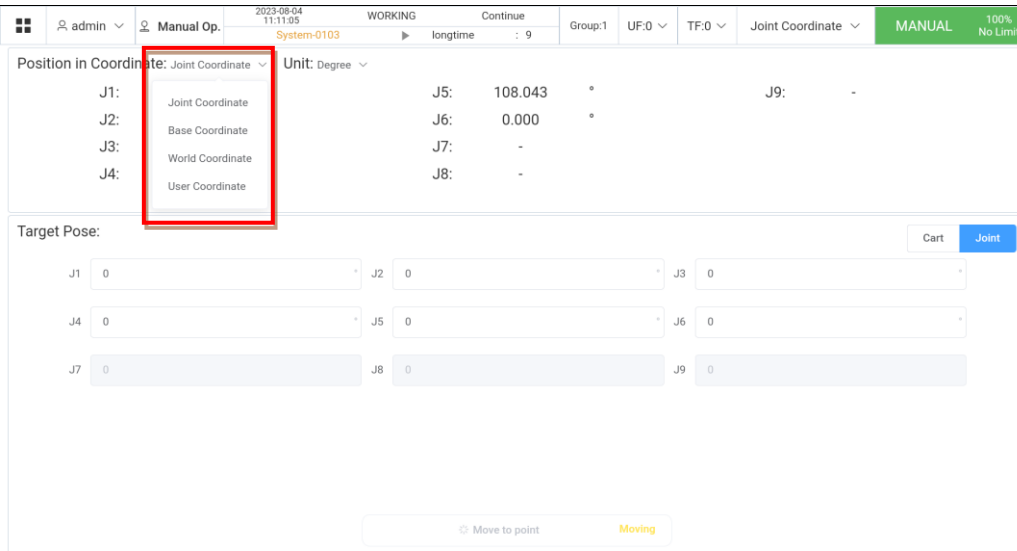 admin
Manual Op.
2023-08-04
11:11:05
System-0103
WORKING
Continue
longtime : 9
Group:1
UF:0
TF:0
Joint Coordinate
MANUAL
100%
No Limit
Position in Coordinate: Joint Coordinate Unit: Degree
J1: J5: 108.043 ° J9: -
J2: J6: 0.000 °
J3: J7: -
J4: J8: -
Joint Coordinate
Base Coordinate
World Coordinate
User Coordinate
Target Pose:
Cart Joint
J1 0 ° J2 0 ° J3 0 °
J4 0 ° J5 0 ° J6 0 °
J7 0 J8 0 J9 0
Move to point Moving